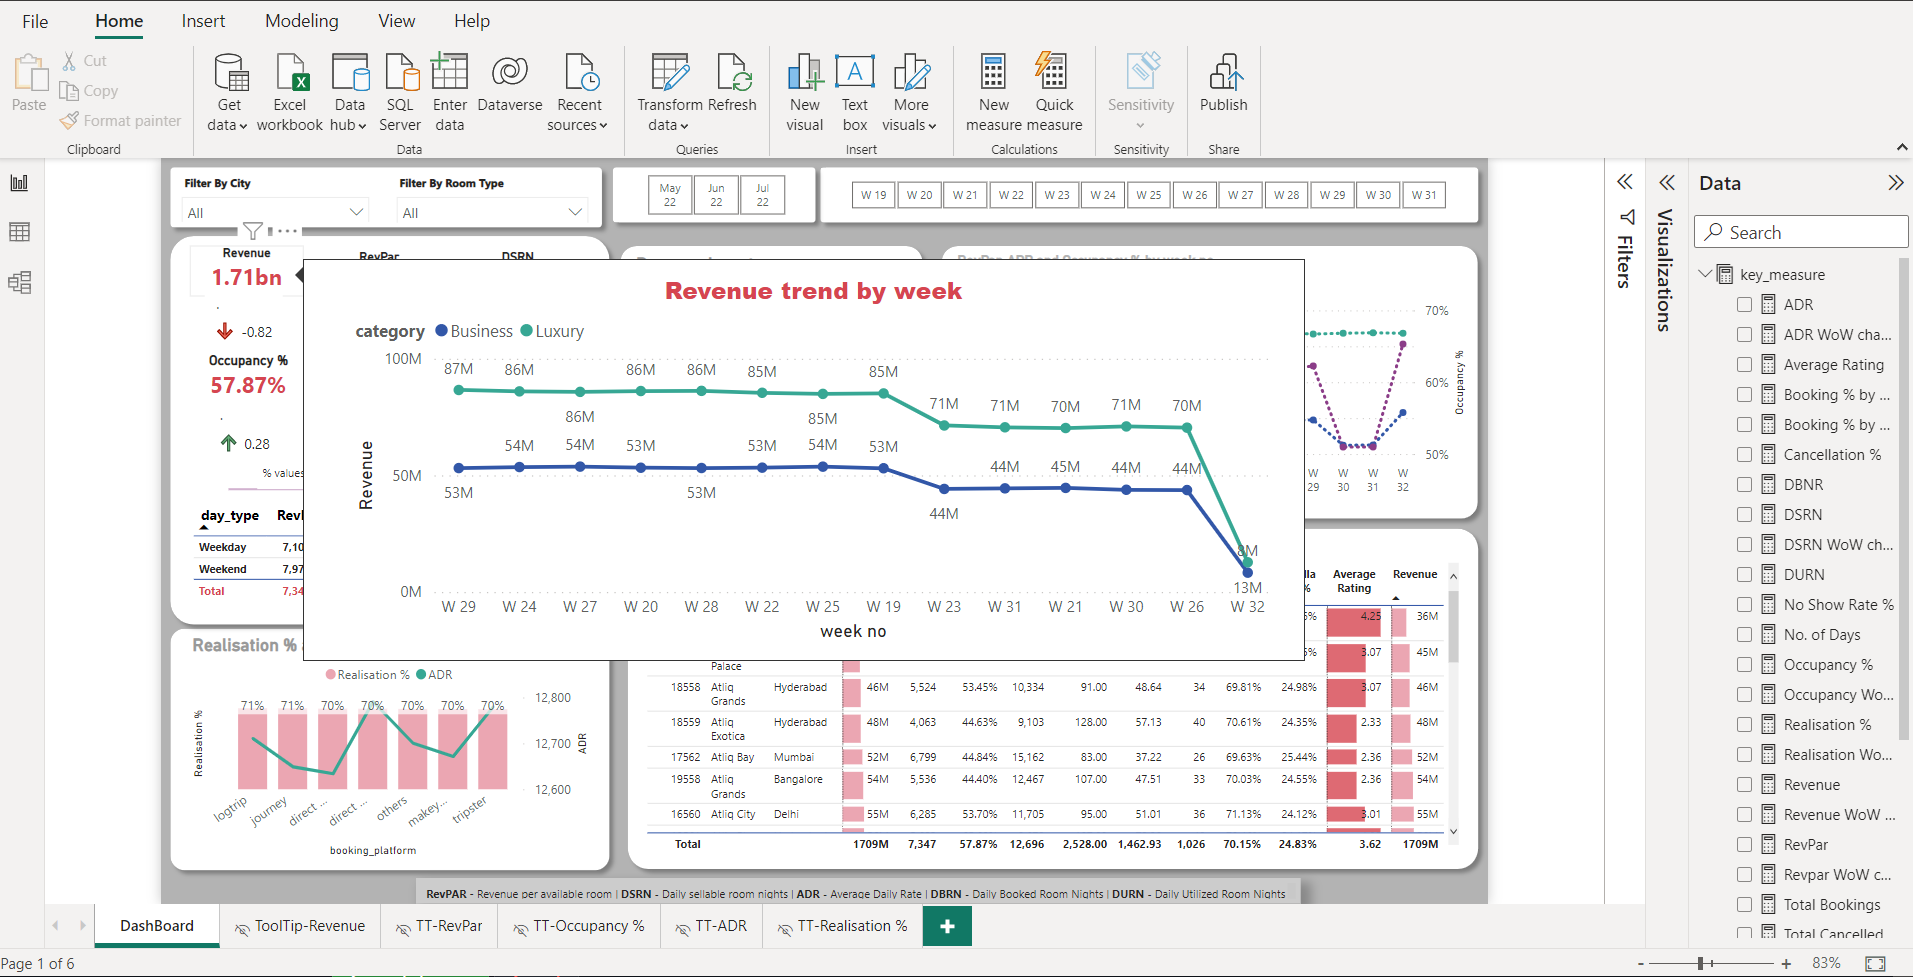 File Home Insert Modeling View Help
Paste
Cut
Copy
Format painter
Clipboard
Get data
Excel workbook
Data hub
SQL Server
Enter data
Dataverse
Recent sources
Data
Transform data
Refresh
Queries
New visual
Text box
More visuals
Insert
New measure
Quick measure
Calculations
Sensitivity
Sensitivity
Publish
Share
Filter By City
All
Filter By Room Type
All
May 22
Jun 22
Jul 22
W 19 W 20 W 21 W 22 W 23 W 24 W 25 W 26 W 27 W 28 W 29 W 30 W 31
Revenue
1.71bn
-0.82
Occupancy %
57.87%
0.28
% values
RevPar
DSRN
day_type
Weekday 7,10
Weekend 7,97
Total 7,34
Revenue trend by week
category Business Luxury
100M
50M
0M
Revenue
87M 86M 86M 86M 86M 85M 85M 85M 71M 71M 70M 71M 70M
53M 54M 54M 53M 53M 53M 54M 53M 44M 44M 45M 44M 44M
8M
13M
W 29 W 24 W 27 W 20 W 28 W 22 W 25 W 19 W 23 W 31 W 21 W 30 W 26 W 32
week no
70%
60%
50%
Occupancy %
W 29
W 30
W 31
W 32
Realisation %
Realisation % ADR
71% 71% 70% 70% 70% 70% 70%
12,800
12,700
12,600
Realisation %
ADR
logtrip journey direct ... direct ... others makey... tripster
booking_platform
Average Rating
Revenue
4.25 36M
Palace 3.07 45M
18558 Atliq Grands Hyderabad 46M 5,524 53.45% 10,334 91.00 48.64 34 69.81% 24.98% 3.07 46M
18559 Atliq Exotica Hyderabad 48M 4,063 44.63% 9,103 128.00 57.13 40 70.61% 24.35% 2.33 48M
17562 Atliq Bay Mumbai 52M 6,799 44.84% 15,162 83.00 37.22 26 69.63% 25.44% 2.36 52M
19558 Atliq Grands Bangalore 54M 5,536 44.40% 12,467 107.00 47.51 33 70.03% 24.55% 2.36 54M
16560 Atliq City Delhi 55M 6,285 53.70% 11,705 95.00 51.01 36 71.13% 24.12% 3.01 55M
Total 1709M 7,347 57.87% 12,696 2,528.00 1,462.93 1,026 70.15% 24.83% 3.62 1709M
RevPAR - Revenue per available room | DSRN - Daily sellable room nights | ADR - Average Daily Rate | DBRN - Daily Booked Room Nights | DURN - Daily Utilized Room Nights
Filters
Visualizations
Data
Search
key_measure
ADR
ADR WoW cha...
Average Rating
Booking % by ...
Booking % by ...
Cancellation %
DBNR
DSRN
DSRN WoW ch...
DURN
No Show Rate %
No. of Days
Occupancy %
Occupancy Wo...
Realisation %
Realisation Wo...
Revenue
Revenue WoW ...
RevPar
Revpar WoW c...
Total Bookings
Total Cancelled
DashBoard ToolTip-Revenue TT-RevPar TT-Occupancy % TT-ADR TT-Realisation % +
Page 1 of 6
- + 83%